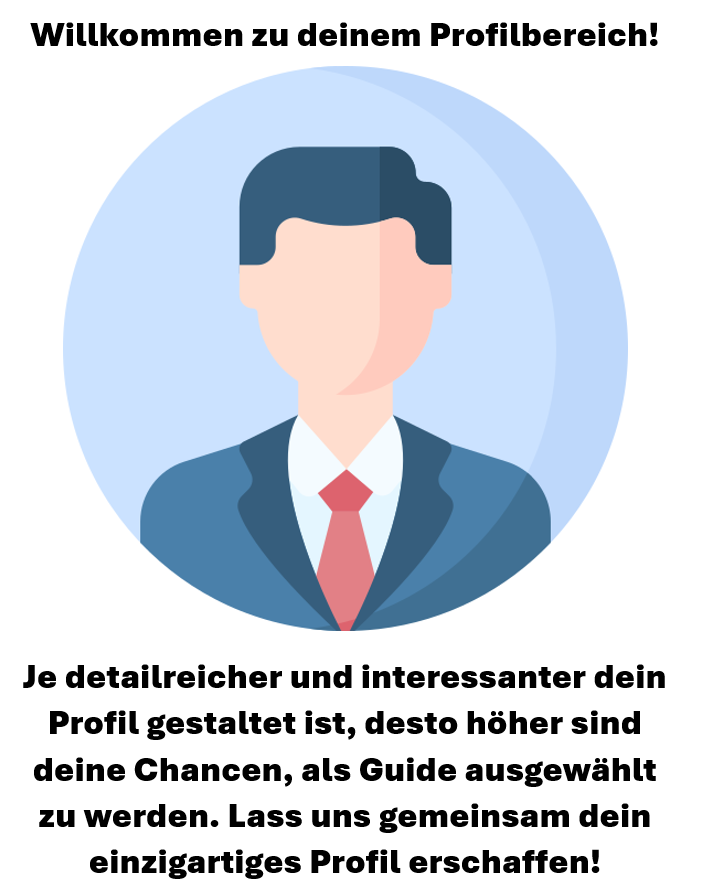 Willkommen zu deinem Profilbereich!
Je detailreicher und interessanter dein
Profil gestaltet ist, desto höher sind
deine Chancen, als Guide ausgewählt
zu werden. Lass uns gemeinsam dein
einzigartiges Profil erschaffen!